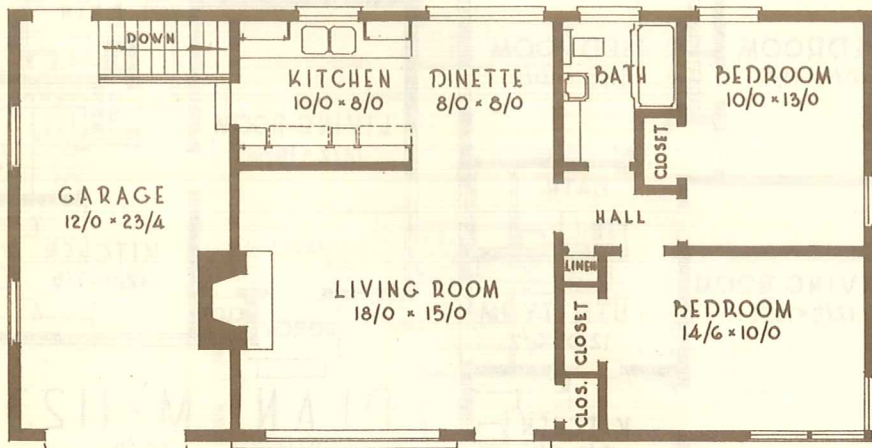 DOWN
KITCHEN
10/0 × 8/0
DINETTE
8/0 × 8/0
BATH
BEDROOM
10/0 × 13/0
CLOSET
GARAGE
12/0 × 23/4
HALL
LINEN
LIVING ROOM
18/0 × 15/0
CLOSET
BEDROOM
14/6 × 10/0
CLOS.
PLAN M-112